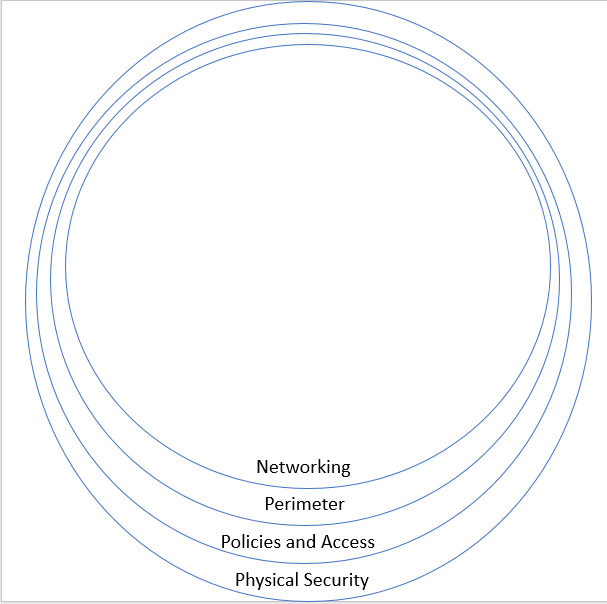 Networking
Perimeter
Policies and Access
Physical Security